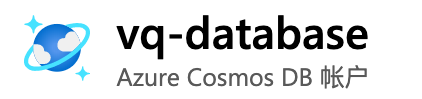 vq-database
Azure Cosmos DB 帐户